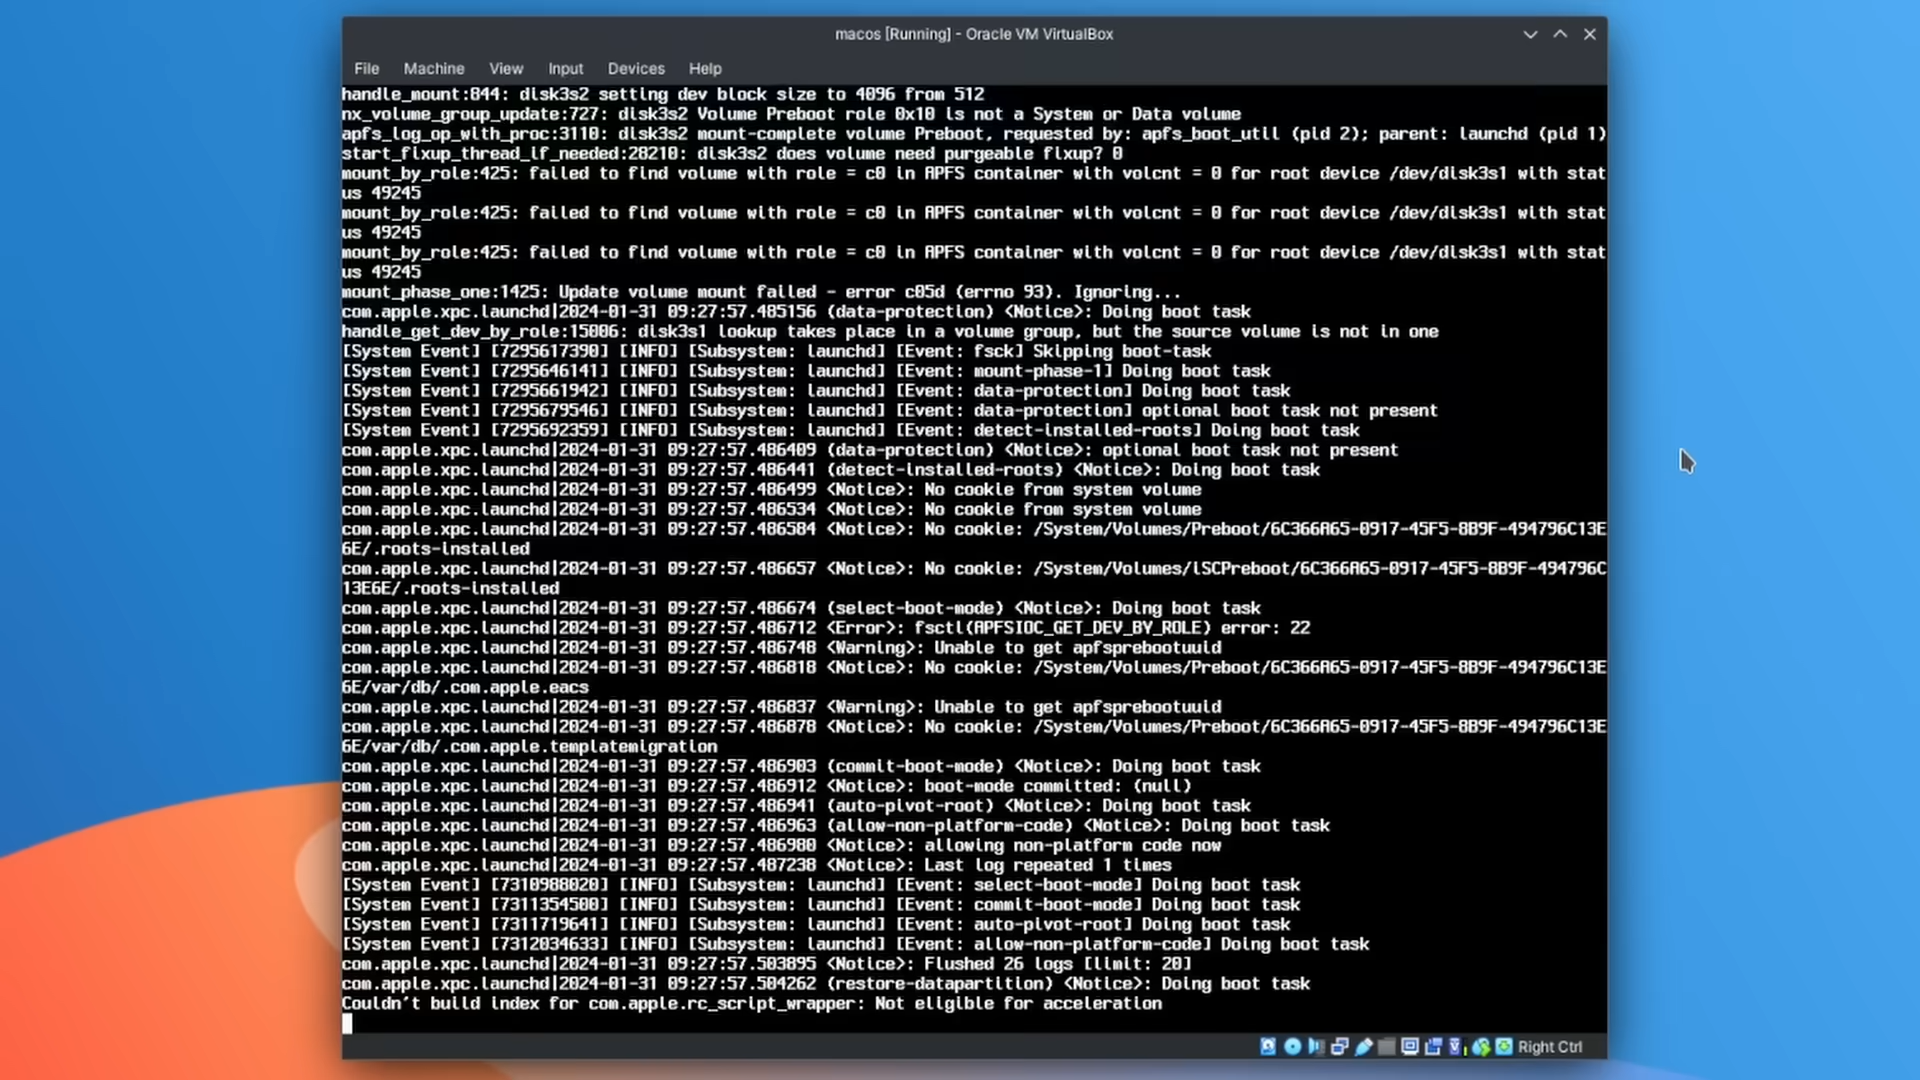 macos [Running] - Oracle VM VirtualBox
File Machine View Input Devices Help
handle_mount:844: disk3s2 setting dev block size to 4096 from 512
nx_volume_group_update:727: disk3s2 Volume Preboot role 0x10 is not a System or Data volume
apfs_log_op_with_proc:3110: disk3s2 mount-complete volume Preboot, requested by: apfs_boot_util (pid 2); parent: launchd (pid 1)
start_fixup_thread_if_needed:28210: disk3s2 does volume need purgeable fixup? 0
mount_by_role:425: failed to find volume with role = c0 in APFS container with volcnt = 0 for root device /dev/disk3s1 with stat
us 49245
mount_by_role:425: failed to find volume with role = c0 in APFS container with volcnt = 0 for root device /dev/disk3s1 with stat
us 49245
mount_by_role:425: failed to find volume with role = c0 in APFS container with volcnt = 0 for root device /dev/disk3s1 with stat
us 49245
mount_phase_one:1425: Update volume mount failed - error c05d (errno 93). Ignoring...
com.apple.xpc.launchd|2024-01-31 09:27:57.485156 (data-protection) <Notice>: Doing boot task
handle_get_dev_by_role:15006: disk3s1 lookup takes place in a volume group, but the source volume is not in one
[System Event] [7295617390] [INFO] [Subsystem: launchd] [Event: fsck] Skipping boot-task
[System Event] [7295646141] [INFO] [Subsystem: launchd] [Event: mount-phase-1] Doing boot task
[System Event] [7295661942] [INFO] [Subsystem: launchd] [Event: data-protection] Doing boot task
[System Event] [7295679546] [INFO] [Subsystem: launchd] [Event: data-protection] optional boot task not present
[System Event] [7295692359] [INFO] [Subsystem: launchd] [Event: detect-installed-roots] Doing boot task
com.apple.xpc.launchd|2024-01-31 09:27:57.486409 (data-protection) <Notice>: optional boot task not present
com.apple.xpc.launchd|2024-01-31 09:27:57.486441 (detect-installed-roots) <Notice>: Doing boot task
com.apple.xpc.launchd|2024-01-31 09:27:57.486499 <Notice>: No cookie from system volume
com.apple.xpc.launchd|2024-01-31 09:27:57.486534 <Notice>: No cookie from system volume
com.apple.xpc.launchd|2024-01-31 09:27:57.486584 <Notice>: No cookie: /System/Volumes/Preboot/6C366A65-0917-45F5-8B9F-494796C13E
6E/.roots-installed
com.apple.xpc.launchd|2024-01-31 09:27:57.486657 <Notice>: No cookie: /System/Volumes/iSCPreboot/6C366A65-0917-45F5-8B9F-494796C
13E6E/.roots-installed
com.apple.xpc.launchd|2024-01-31 09:27:57.486674 (select-boot-mode) <Notice>: Doing boot task
com.apple.xpc.launchd|2024-01-31 09:27:57.486712 <Error>: fsctl(APFSIOC_GET_DEV_BY_ROLE) error: 22
com.apple.xpc.launchd|2024-01-31 09:27:57.486748 <Warning>: Unable to get apfsprebootuuid
com.apple.xpc.launchd|2024-01-31 09:27:57.486818 <Notice>: No cookie: /System/Volumes/Preboot/6C366A65-0917-45F5-8B9F-494796C13E
6E/var/db/.com.apple.eacs
com.apple.xpc.launchd|2024-01-31 09:27:57.486837 <Warning>: Unable to get apfsprebootuuid
com.apple.xpc.launchd|2024-01-31 09:27:57.486878 <Notice>: No cookie: /System/Volumes/Preboot/6C366A65-0917-45F5-8B9F-494796C13E
6E/var/db/.com.apple.templatemigration
com.apple.xpc.launchd|2024-01-31 09:27:57.486903 (commit-boot-mode) <Notice>: Doing boot task
com.apple.xpc.launchd|2024-01-31 09:27:57.486912 <Notice>: boot-mode committed: (null)
com.apple.xpc.launchd|2024-01-31 09:27:57.486941 (auto-pivot-root) <Notice>: Doing boot task
com.apple.xpc.launchd|2024-01-31 09:27:57.486963 (allow-non-platform-code) <Notice>: Doing boot task
com.apple.xpc.launchd|2024-01-31 09:27:57.486980 <Notice>: allowing non-platform code now
com.apple.xpc.launchd|2024-01-31 09:27:57.487238 <Notice>: Last log repeated 1 times
[System Event] [7310988020] [INFO] [Subsystem: launchd] [Event: select-boot-mode] Doing boot task
[System Event] [7311354500] [INFO] [Subsystem: launchd] [Event: commit-boot-mode] Doing boot task
[System Event] [7311719641] [INFO] [Subsystem: launchd] [Event: auto-pivot-root] Doing boot task
[System Event] [7312034633] [INFO] [Subsystem: launchd] [Event: allow-non-platform-code] Doing boot task
com.apple.xpc.launchd|2024-01-31 09:27:57.503895 <Notice>: Flushed 26 logs [limit: 20]
com.apple.xpc.launchd|2024-01-31 09:27:57.504262 (restore-datapartition) <Notice>: Doing boot task
Couldn't build index for com.apple.rc_script_wrapper: Not eligible for acceleration
Right Ctrl